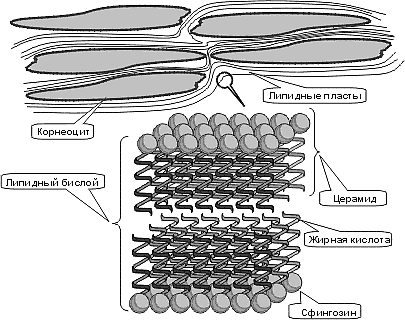 Липидные пласты
Корнеоцит
Липидный бислой
Церамид
Жирная кислота
Сфингозин